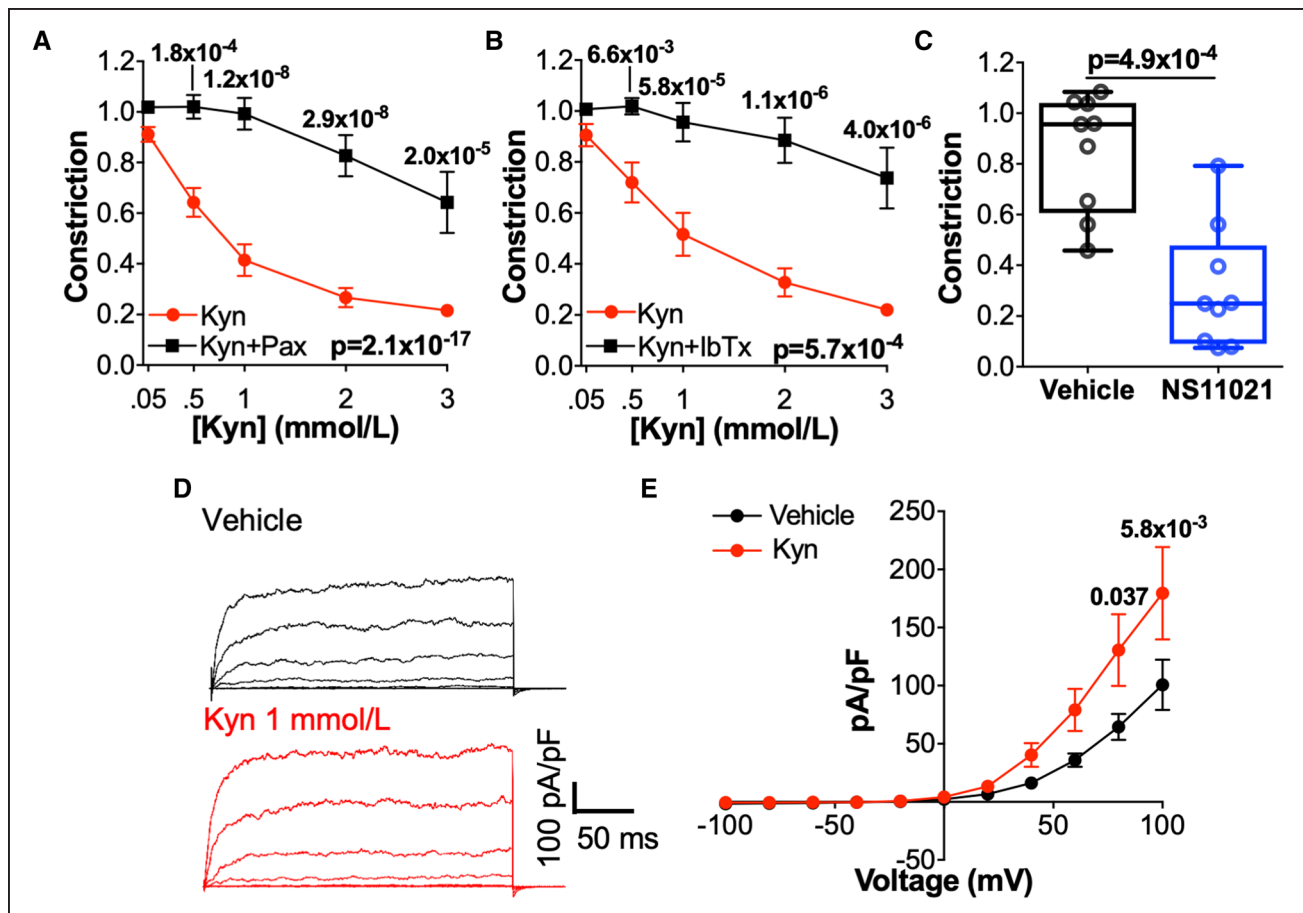 A
1.2
1.0
0.8
0.6
0.4
0.2
0.0
Constriction
1.8x10-4
1.2x10-8
2.9x10-8
2.0x10-5
Kyn
Kyn+Pax
p=2.1x10-17
.05 .5 1 2 3
[Kyn] (mmol/L)
B
1.2
1.0
0.8
0.6
0.4
0.2
0.0
Constriction
6.6x10-3
5.8x10-5
1.1x10-6
4.0x10-6
Kyn
Kyn+IbTx
p=5.7x10-4
.05 .5 1 2 3
[Kyn] (mmol/L)
C
1.2
1.0
0.8
0.6
0.4
0.2
0.0
Constriction
p=4.9x10-4
Vehicle NS11021
D
Vehicle
Kyn 1 mmol/L
100 pA/pF
50 ms
E
Vehicle
Kyn
250
200
150
100
50
-50
pA/pF
5.8x10-3
0.037
-100 -50 50 100
Voltage (mV)